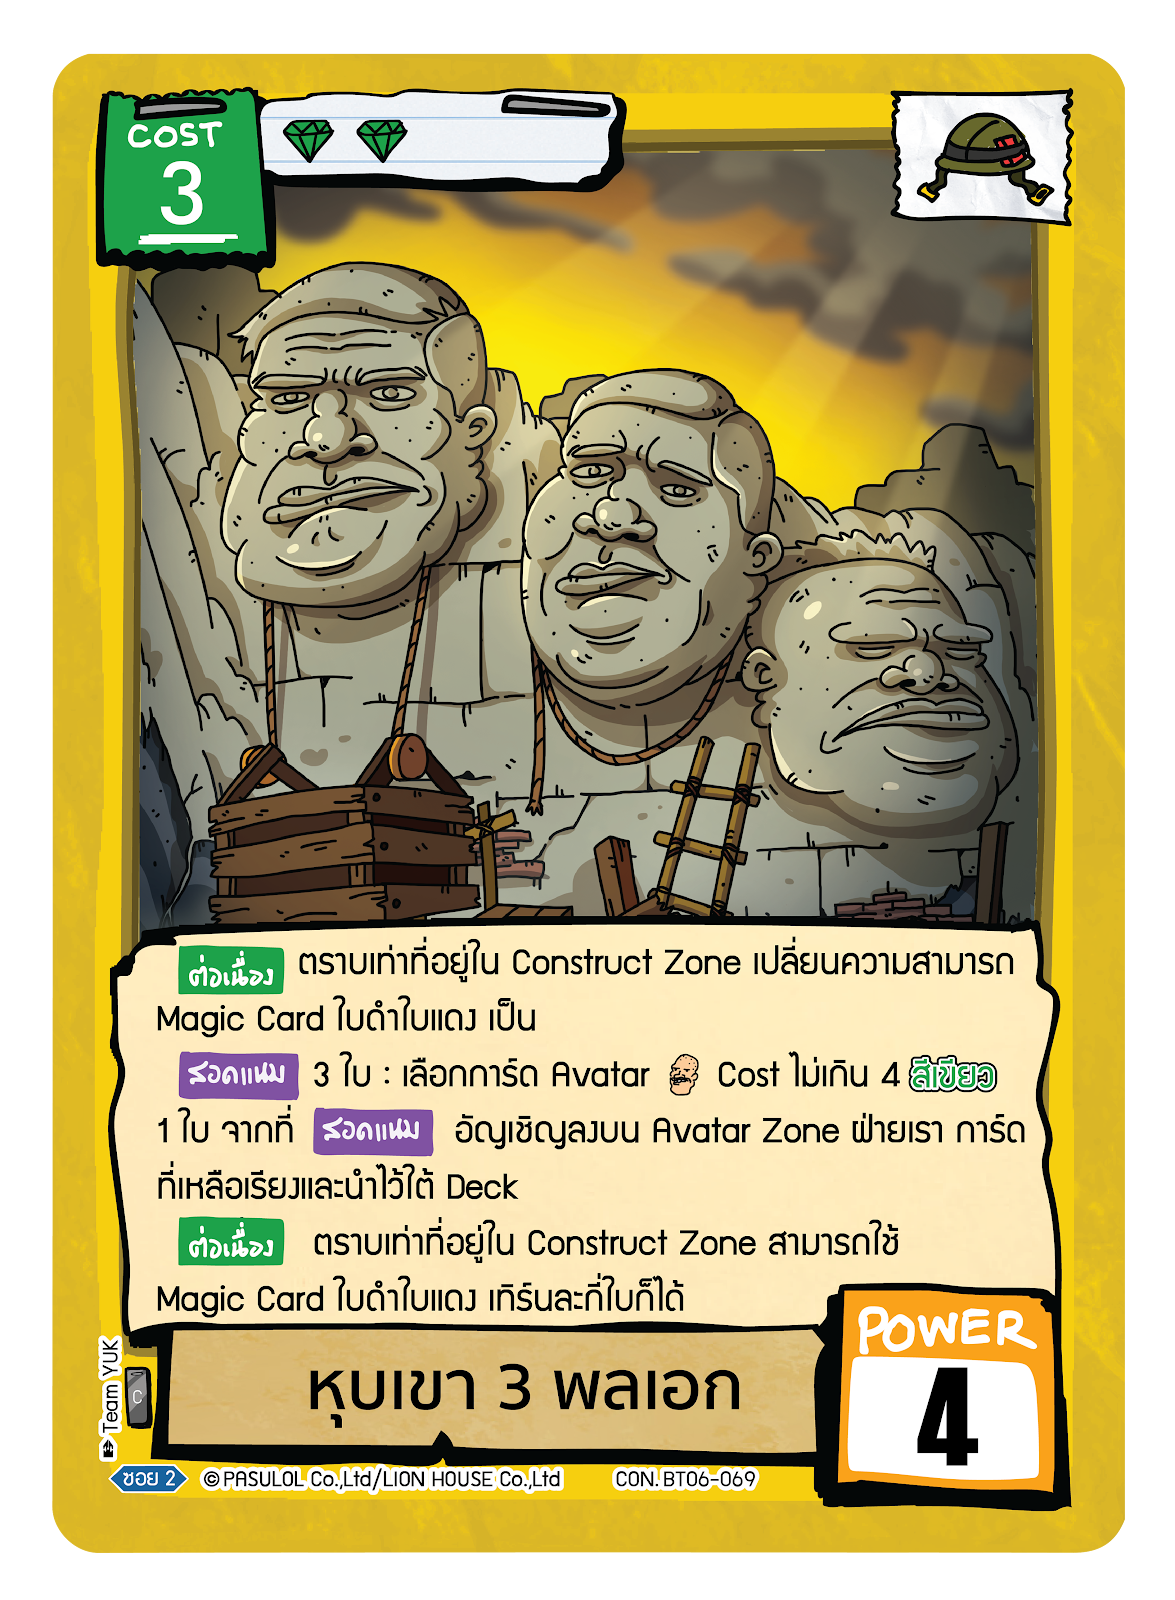 COST
3
ต่อเนื่อง ตราบเท่าที่อยู่ใน Construct Zone เปลี่ยนความสามารถ
Magic Card ใบดำใบแดง เป็น
สอดแนม 3 ใบ : เลือกการ์ด Avatar Cost ไม่เกิน 4 สีเขียว
1 ใบ จากที่ สอดแนม อัญเชิญลงบน Avatar Zone ฝ่ายเรา การ์ด
ที่เหลือเรียงและนำไว้ใต้ Deck
ต่อเนื่อง ตราบเท่าที่อยู่ใน Construct Zone สามารถใช้
Magic Card ใบดำใบแดง เทิร์นละกี่ใบก็ได้
POWER
4
หุบเขา 3 พลเอก
Team YUK
C
ซอย 2 ©PASULOL Co.,Ltd/LION HOUSE Co.,Ltd CON. BT06-069